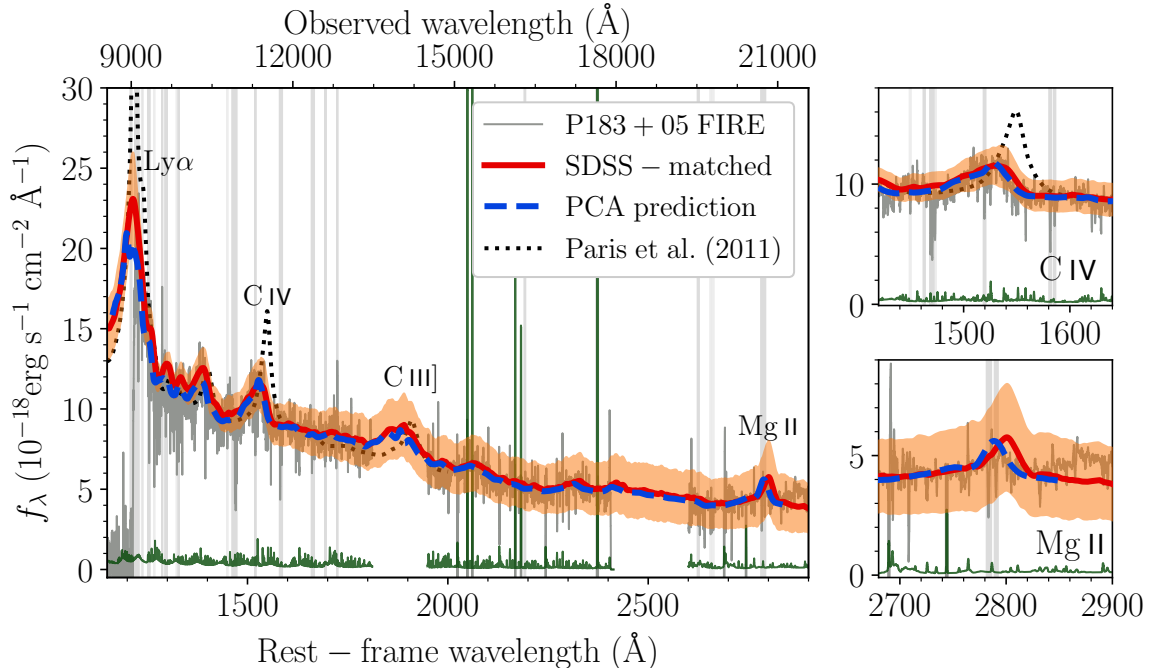 Observed wavelength (Å)
9000 12000 15000 18000 21000
30
25
20
15
10
5
0
f_λ (10⁻¹⁸erg s⁻¹ cm⁻² Å⁻¹)
Lyα
C IV
C III]
Mg II
P183 + 05 FIRE
SDSS − matched
PCA prediction
Paris et al. (2011)
1500 2000 2500
Rest − frame wavelength (Å)
10
0
C IV
1500 1600
5
0
Mg II
2700 2800 2900